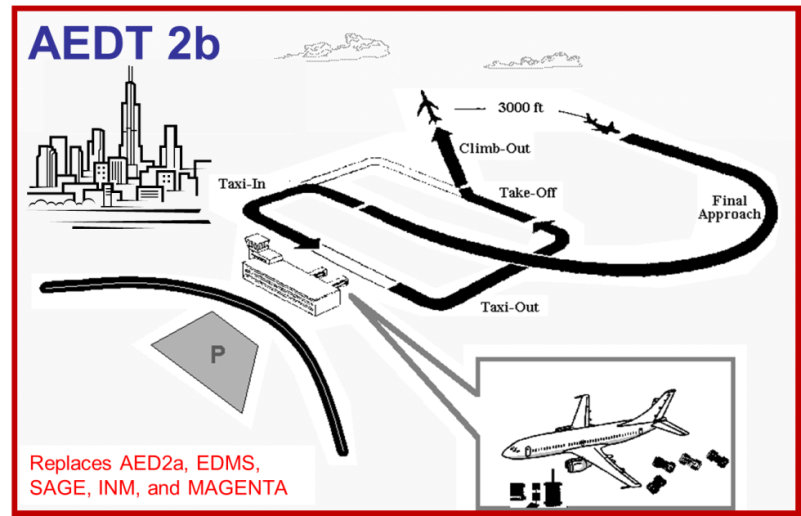 AEDT 2b
3000 ft
Climb-Out
Taxi-In
Take-Off
Final
Approach
Taxi-Out
P
Replaces AED2a, EDMS,
SAGE, INM, and MAGENTA